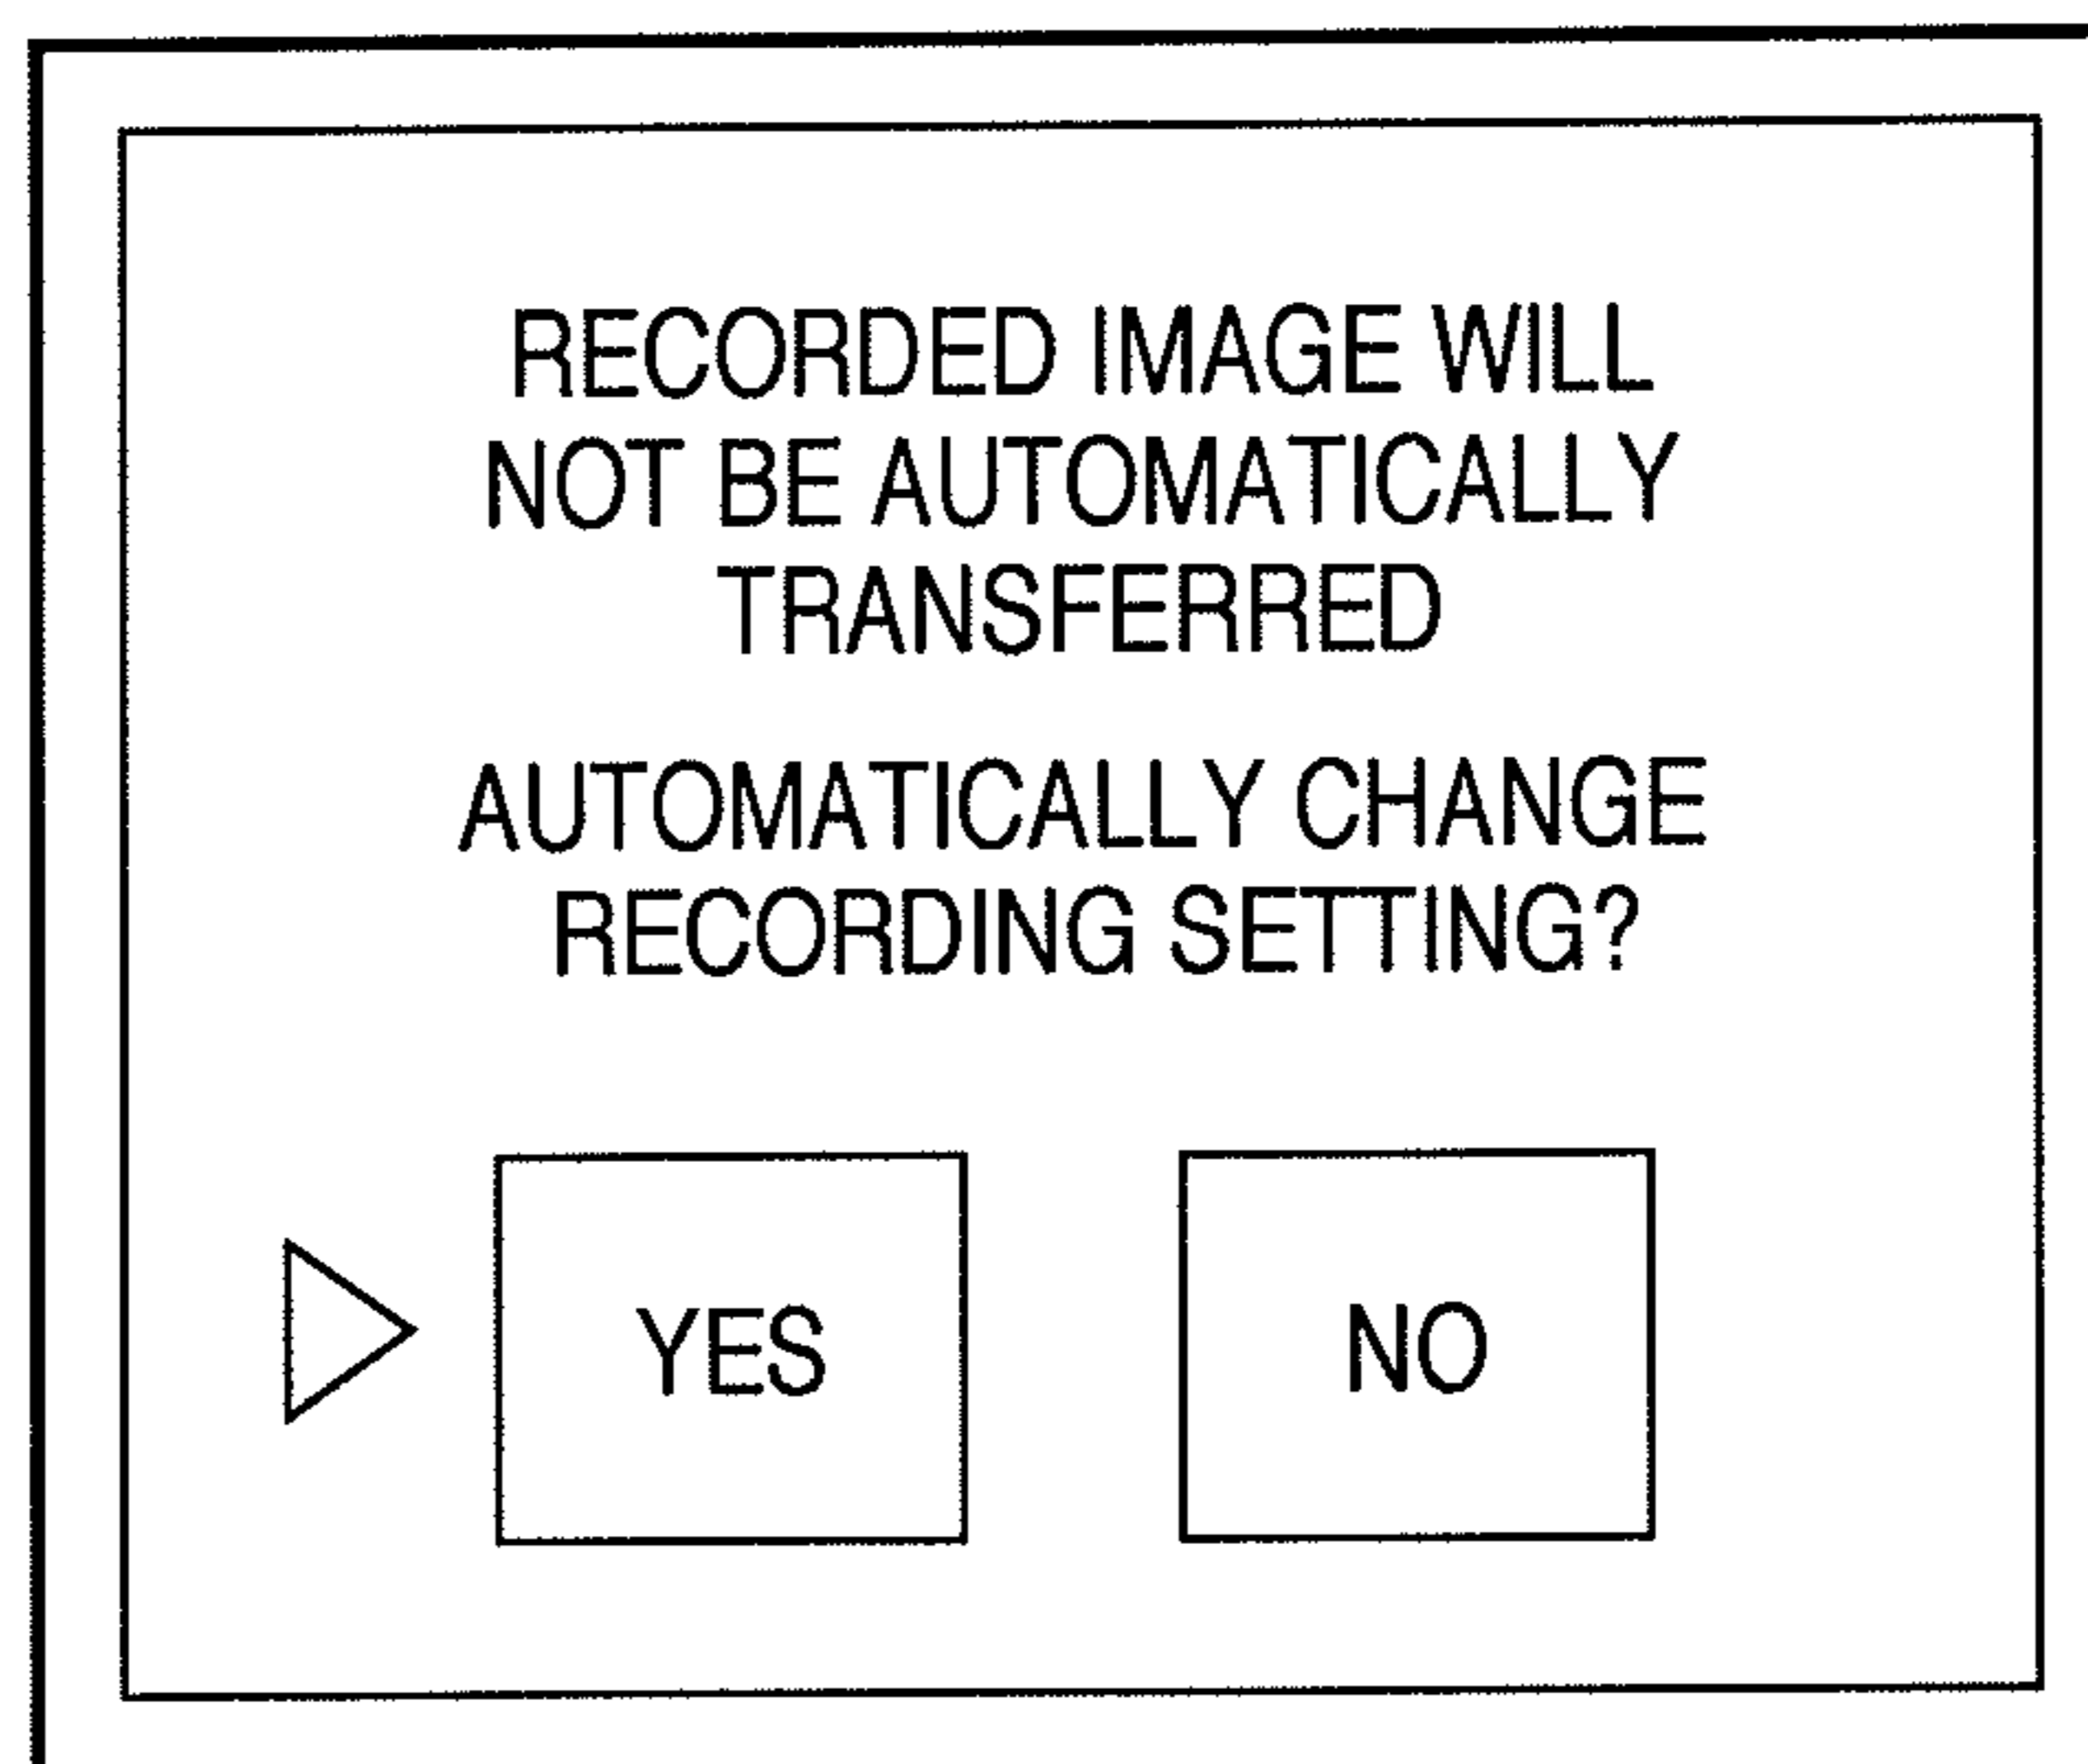 RECORDED IMAGE WILL
NOT BE AUTOMATICALLY
TRANSFERRED
AUTOMATICALLY CHANGE
RECORDING SETTING?
YES NO